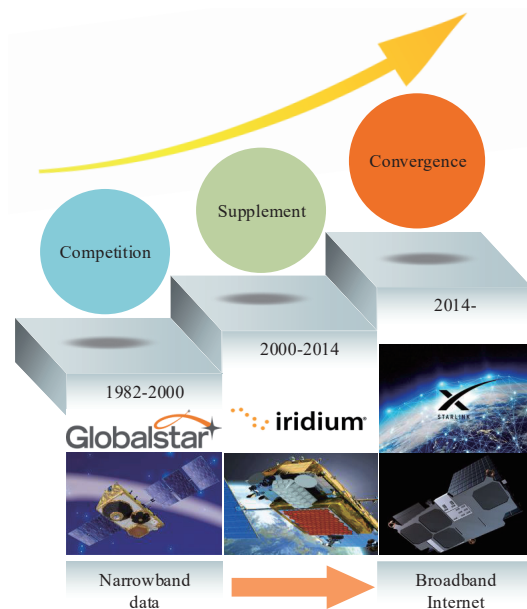 Convergence
Supplement
Competition
2014-
2000-2014
1982-2000
Globalstar
iridium®
X
STARLINK
Narrowband
data
Broadband
Internet